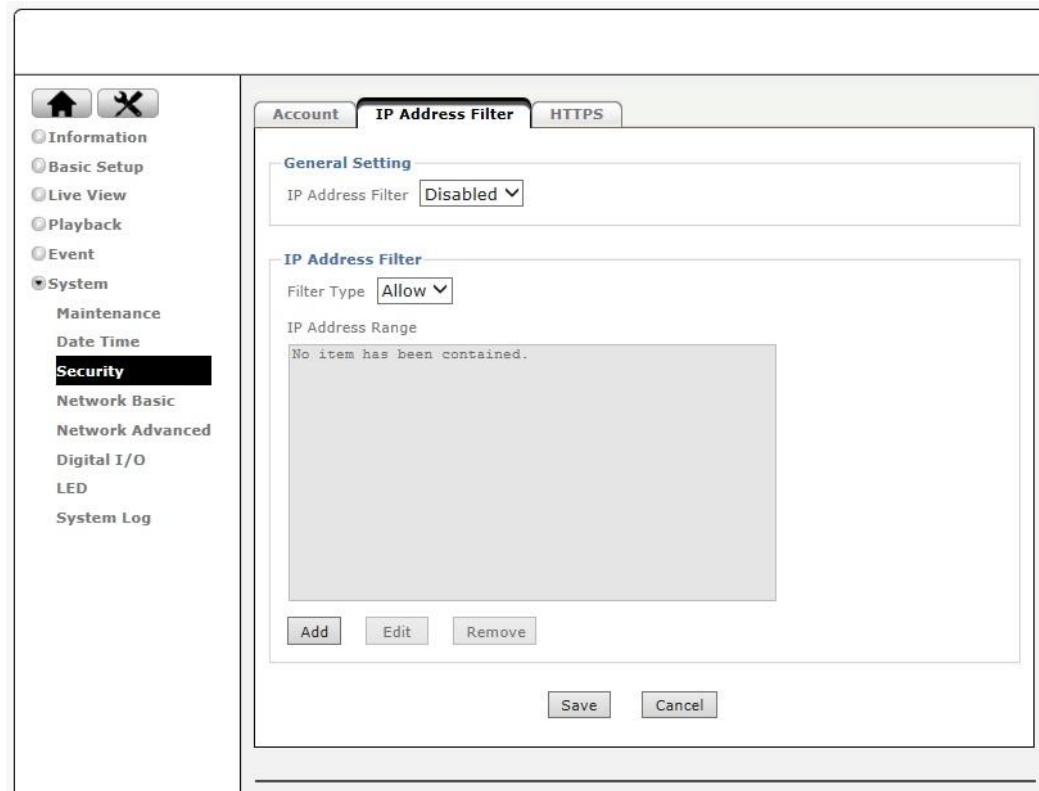 Information
Basic Setup
Live View
Playback
Event
System
Maintenance
Date Time
Security
Network Basic
Network Advanced
Digital I/O
LED
System Log
Account IP Address Filter HTTPS
General Setting
IP Address Filter Disabled
IP Address Filter
Filter Type Allow
IP Address Range
No item has been contained.
Add Edit Remove
Save Cancel